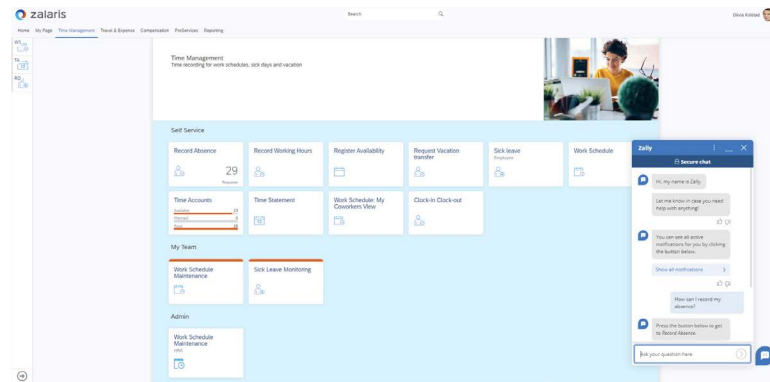 zalaris
Search
Olivia Kolstad
Home My Page Time Management Travel & Expense Compensation PreServices Reporting
Time Management
Time recording for work schedules, sick days and vacation
Self Service
Record Absence
29
Requests
Record Working Hours
Register Availability
Request Vacation
transfer
Sick leave
Employee
Work Schedule
Time Accounts
Available
Planned
Total
Time Statement
Work Schedule: My
Coworkers View
Clock-in Clock-out
My Team
Work Schedule
Maintenance
Sick Leave Monitoring
Admin
Work Schedule
Maintenance
Zally
Secure chat
Hi, my name is Zally.
Let me know in case you need
help with anything!
You can see all active
notifications for you by clicking
the button below.
Show all notifications
How can I record my
absence?
Press the button below to get
to Record Absence.
Ask your question here